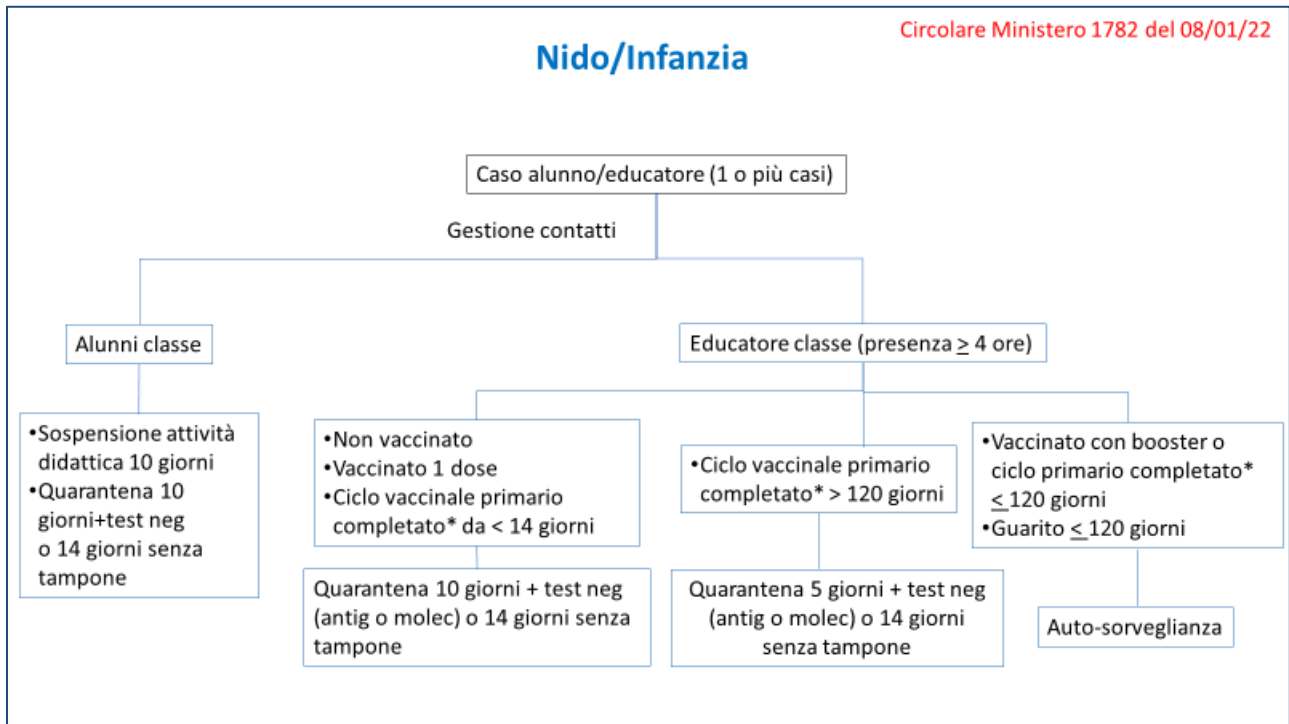 Circolare Ministero 1782 del 08/01/22
Nido/Infanzia
Caso alunno/educatore (1 o più casi)
Gestione contatti
Alunni classe
Educatore classe (presenza ≥ 4 ore)
•Sospensione attività
didattica 10 giorni
•Quarantena 10
giorni+test neg
o 14 giorni senza
tampone
•Non vaccinato
•Vaccinato 1 dose
•Ciclo vaccinale primario
completato* da < 14 giorni
•Ciclo vaccinale primario
completato* > 120 giorni
•Vaccinato con booster o
ciclo primario completato*
≤ 120 giorni
•Guarito ≤ 120 giorni
Quarantena 10 giorni + test neg
(antig o molec) o 14 giorni senza
tampone
Quarantena 5 giorni + test neg
(antig o molec) o 14 giorni
senza tampone
Auto-sorveglianza